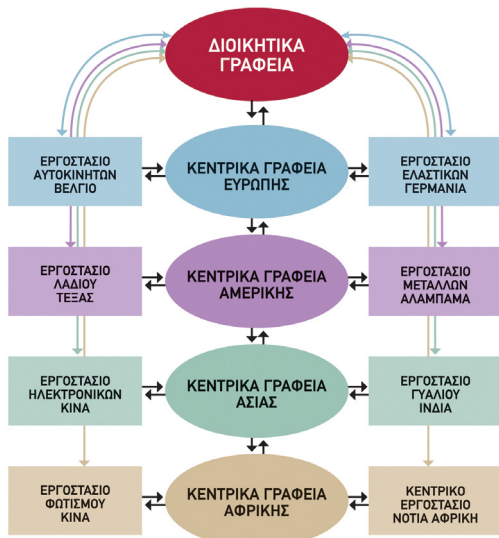 ΔΙΟΙΚΗΤΙΚΑ
ΓΡΑΦΕΙΑ
ΕΡΓΟΣΤΑΣΙΟ
ΑΥΤΟΚΙΝΗΤΩΝ
ΒΕΛΓΙΟ
ΚΕΝΤΡΙΚΑ ΓΡΑΦΕΙΑ
ΕΥΡΩΠΗΣ
ΕΡΓΟΣΤΑΣΙΟ
ΕΛΑΣΤΙΚΩΝ
ΓΕΡΜΑΝΙΑ
ΕΡΓΟΣΤΑΣΙΟ
ΛΑΔΙΟΥ
ΤΕΞΑΣ
ΚΕΝΤΡΙΚΑ ΓΡΑΦΕΙΑ
ΑΜΕΡΙΚΗΣ
ΕΡΓΟΣΤΑΣΙΟ
ΜΕΤΑΛΛΩΝ
ΑΛΑΜΠΑΜΑ
ΕΡΓΟΣΤΑΣΙΟ
ΗΛΕΚΤΡΟΝΙΚΩΝ
ΚΙΝΑ
ΚΕΝΤΡΙΚΑ ΓΡΑΦΕΙΑ
ΑΣΙΑΣ
ΕΡΓΟΣΤΑΣΙΟ
ΓΥΑΛΙΟΥ
ΙΝΔΙΑ
ΕΡΓΟΣΤΑΣΙΟ
ΦΩΤΙΣΜΟΥ
ΚΙΝΑ
ΚΕΝΤΡΙΚΑ ΓΡΑΦΕΙΑ
ΑΦΡΙΚΗΣ
ΚΕΝΤΡΙΚΟ
ΕΡΓΟΣΤΑΣΙΟ
ΝΟΤΙΑ ΑΦΡΙΚΗ